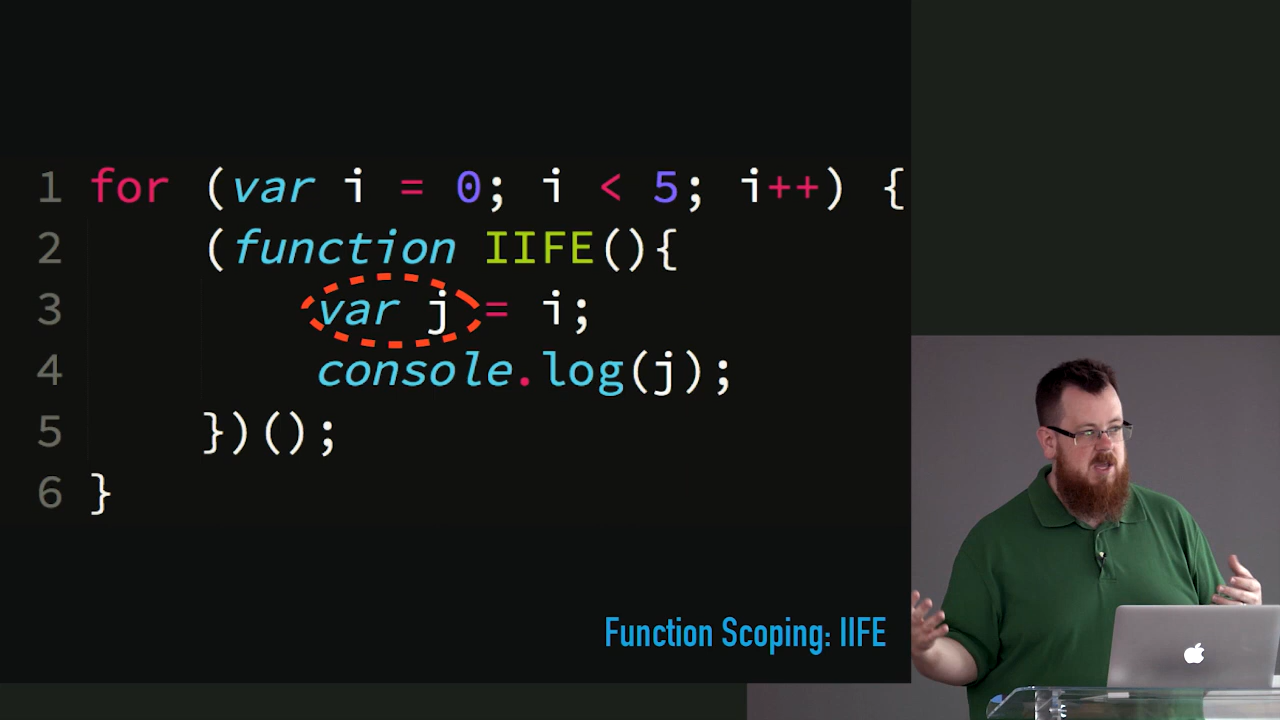 1 for (var i = 0; i < 5; i++) {
2 (function IIFE(){
3 var j = i;
4 console.log(j);
5 })();
6 }
Function Scoping: IIFE